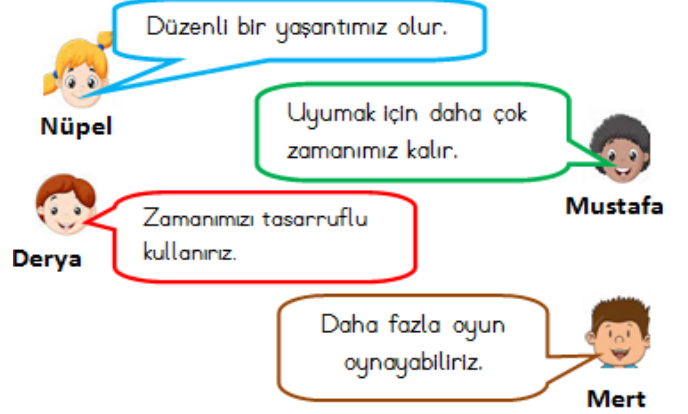 Düzenli bir yaşantımız olur.
Nüpel
Uyumak için daha çok
zamanımız kalır.
Mustafa
Zamanımızı tasarruflu
kullanırız.
Derya
Daha fazla oyun
oynayabiliriz.
Mert